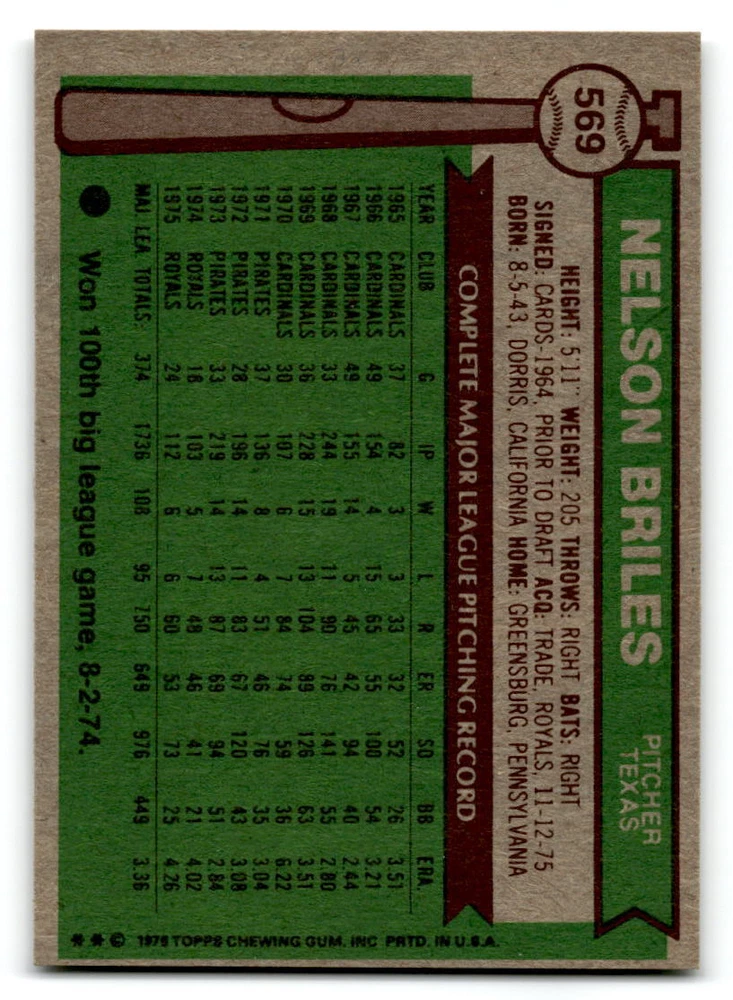 569
NELSON BRILES
PITCHER
TEXAS
HEIGHT: 5'11" WEIGHT: 205 THROWS: RIGHT BATS: RIGHT
SIGNED: CARDS-1964, PRIOR TO DRAFT ACQ: TRADE, ROYALS, 11-12-75
BORN: 8-5-43, DORRIS, CALIFORNIA HOME: GREENSBURG, PENNSYLVANIA
COMPLETE MAJOR LEAGUE PITCHING RECORD
YEAR CLUB G IP W L R ER SO BB ERA.
1965 CARDINALS 37 82 3 3 33 32 52 26 3.51
1966 CARDINALS 49 154 4 15 65 55 100 54 3.21
1967 CARDINALS 49 155 14 5 45 42 94 40 2.44
1968 CARDINALS 33 244 19 11 90 76 141 55 2.80
1969 CARDINALS 36 228 15 13 104 89 126 63 3.51
1970 CARDINALS 30 107 6 7 84 74 59 36 6.22
1971 PIRATES 37 136 8 4 51 46 76 35 3.04
1972 PIRATES 28 196 14 11 83 67 120 43 3.08
1973 PIRATES 33 219 14 13 87 69 94 51 2.84
1974 ROYALS 18 103 5 7 48 46 41 21 4.02
1975 ROYALS 24 112 6 6 60 53 73 25 4.26
MAJ. LEA. TOTALS: 374 1736 108 95 750 649 976 449 3.36
● Won 100th big league game, 8-2-74.
* * © 1976 TOPPS CHEWING GUM, INC PRTD. IN U.S.A.